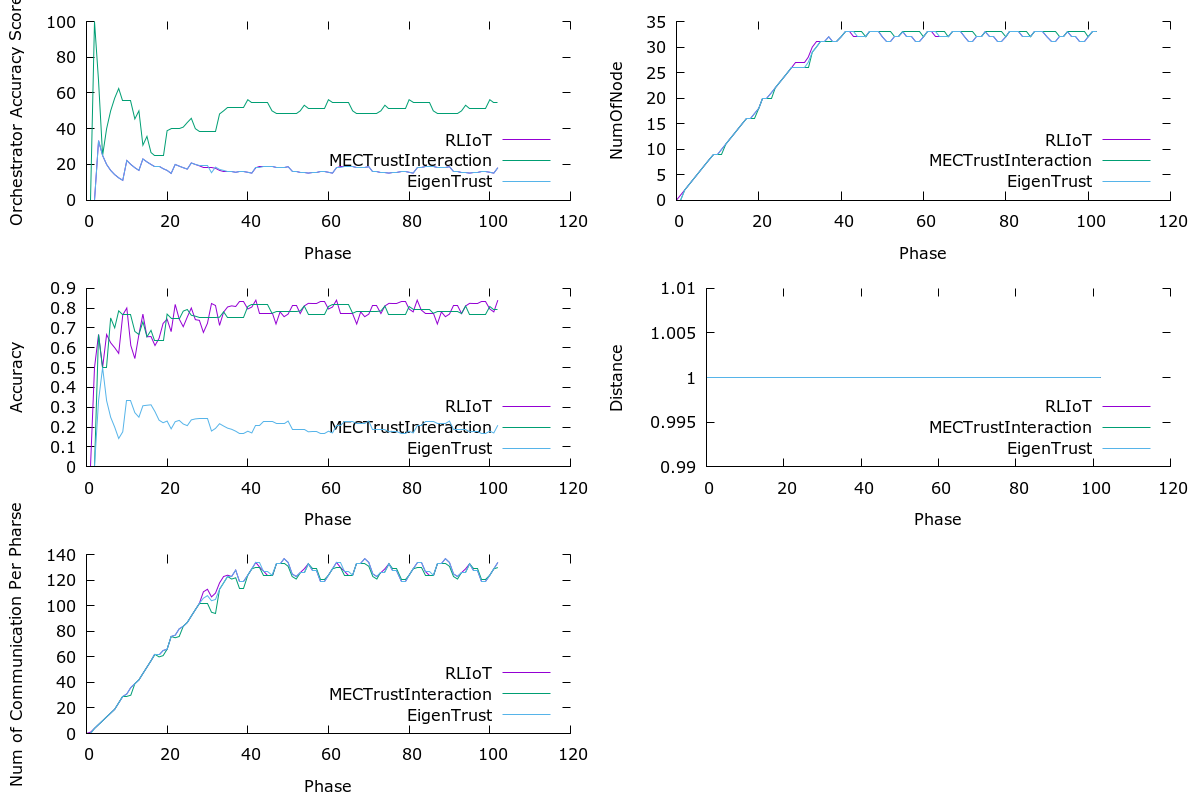 Orchestrator Accuracy Score
100
80
60
40
20
0
RLIoT
MECTrustInteraction
EigenTrust
0 20 40 60 80 100 120
Phase
NumOfNode
35
30
25
20
15
10
5
0
RLIoT
MECTrustInteraction
EigenTrust
0 20 40 60 80 100 120
Phase
Accuracy
0.9
0.8
0.7
0.6
0.5
0.4
0.3
0.2
0.1
0
RLIoT
MECTrustInteraction
EigenTrust
0 20 40 60 80 100 120
Phase
Distance
1.01
1.005
1
0.995
0.99
RLIoT
MECTrustInteraction
EigenTrust
0 20 40 60 80 100 120
Phase
Num of Communication Per Pharse
140
120
100
80
60
40
20
0
RLIoT
MECTrustInteraction
EigenTrust
0 20 40 60 80 100 120
Phase